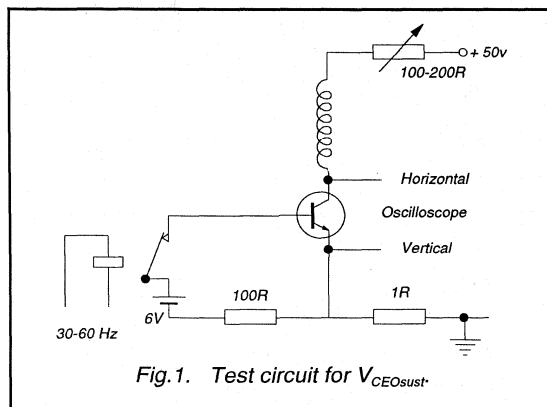 + 50v
100-200R
Horizontal
Oscilloscope
Vertical
100R
1R
6V
30-60 Hz
Fig.1. Test circuit for VCEOsust.